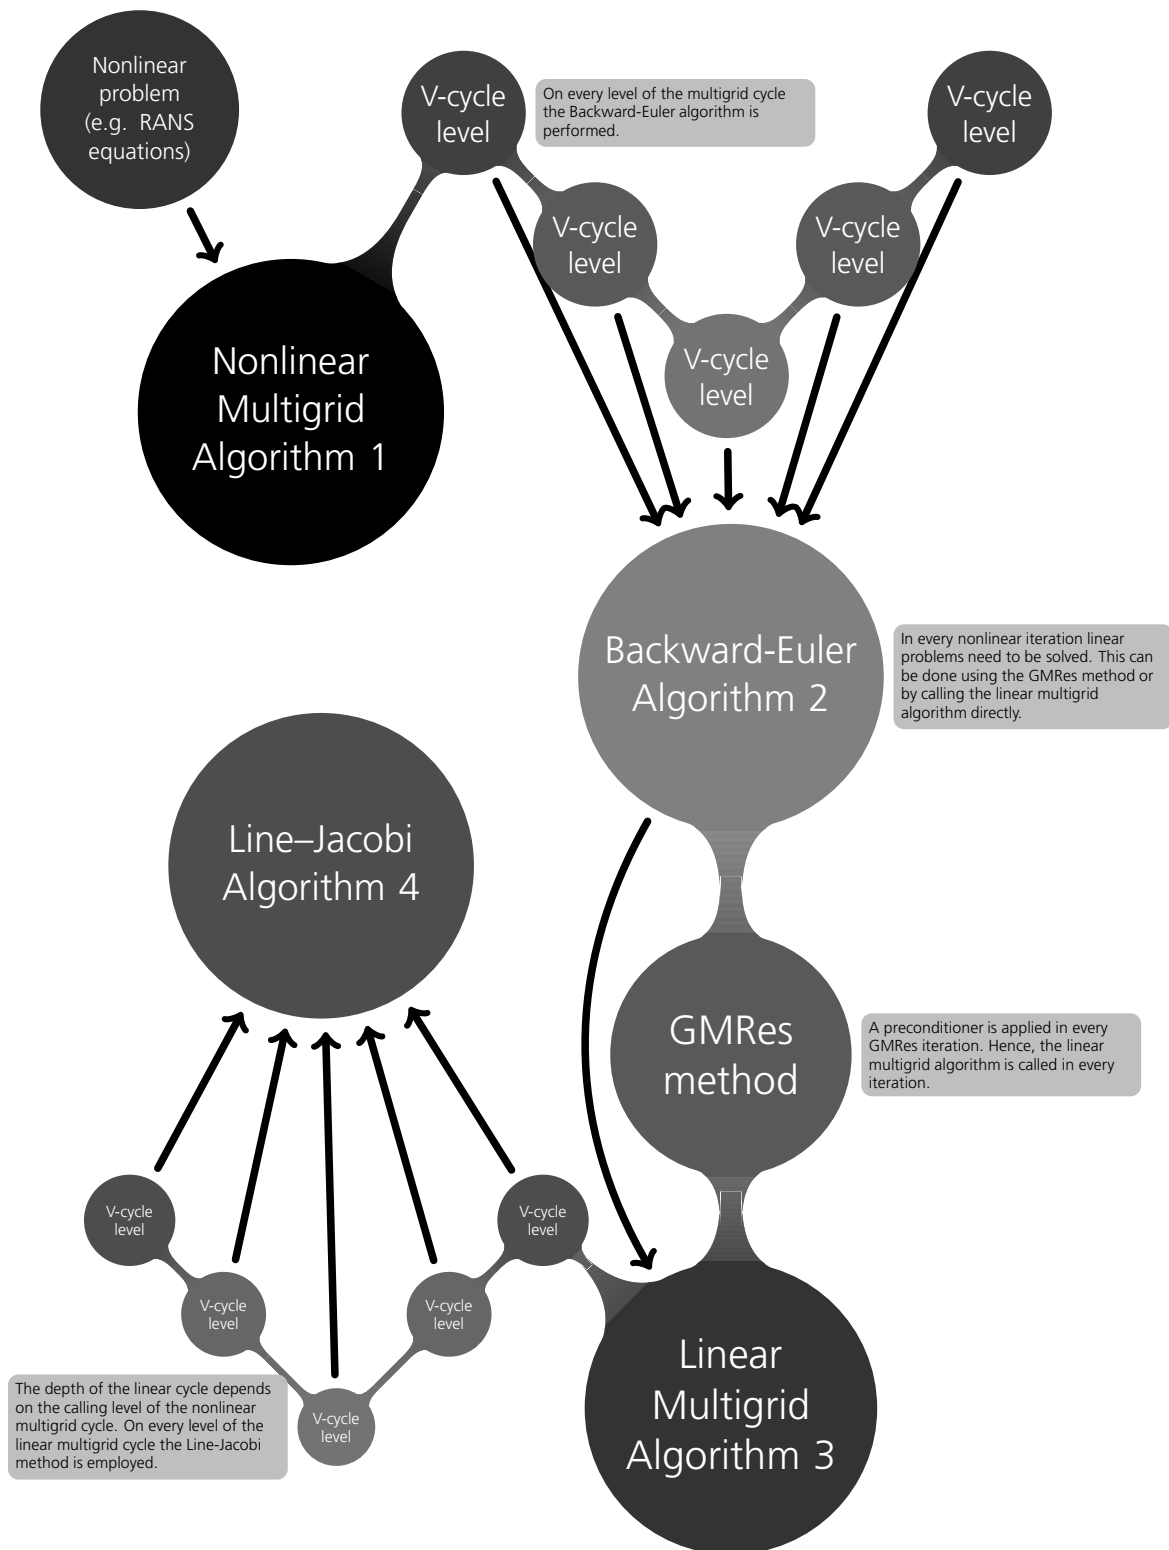 Nonlinear
problem
(e.g. RANS
equations)
V-cycle
level
On every level of the multigrid cycle
the Backward-Euler algorithm is
performed.
V-cycle
level
V-cycle
level
V-cycle
level
V-cycle
level
Nonlinear
Multigrid
Algorithm 1
Backward-Euler
Algorithm 2
In every nonlinear iteration linear
problems need to be solved. This can
be done using the GMRes method or
by calling the linear multigrid
algorithm directly.
Line–Jacobi
Algorithm 4
GMRes
method
A preconditioner is applied in every
GMRes iteration. Hence, the linear
multigrid algorithm is called in every
iteration.
V-cycle
level
V-cycle
level
V-cycle
level
V-cycle
level
V-cycle
level
The depth of the linear cycle depends
on the calling level of the nonlinear
multigrid cycle. On every level of the
linear multigrid cycle the Line-Jacobi
method is employed.
Linear
Multigrid
Algorithm 3